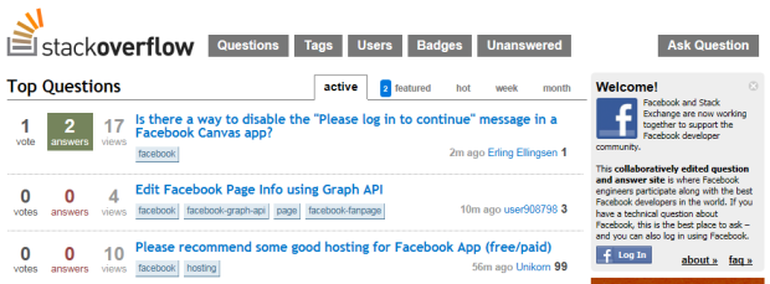 stackoverflow
Questions Tags Users Badges Unanswered Ask Question
Top Questions active 2 featured hot week month
1 vote 2 answers 17 views
Is there a way to disable the "Please log in to continue" message in a
Facebook Canvas app?
facebook
2m ago Erling Ellingsen 1
0 votes 0 answers 4 views
Edit Facebook Page Info using Graph API
facebook facebook-graph-api page facebook-fanpage
10m ago user908798 3
0 votes 0 answers 10 views
Please recommend some good hosting for Facebook App (free/paid)
facebook hosting
56m ago Unikorn 99
Welcome!
f
Facebook and Stack
Exchange are now working
together to support the
Facebook developer
community.
This collaboratively edited question
and answer site is where Facebook
engineers participate along with the best
Facebook developers in the world. If you
have a technical question about
Facebook, this is the best place to ask –
and you can also log in using Facebook.
f Log In
about » faq »